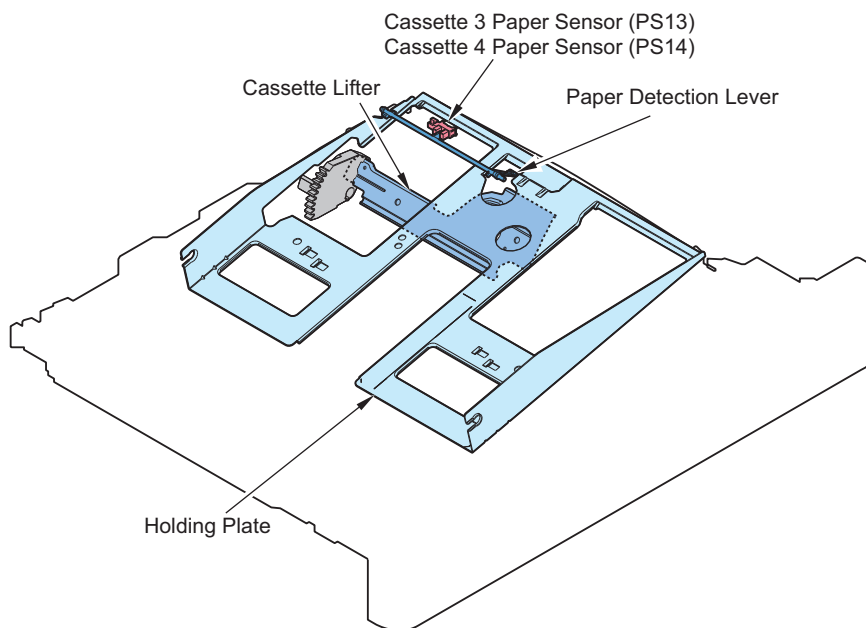 Cassette 3 Paper Sensor (PS13)
Cassette 4 Paper Sensor (PS14)
Cassette Lifter
Paper Detection Lever
Holding Plate